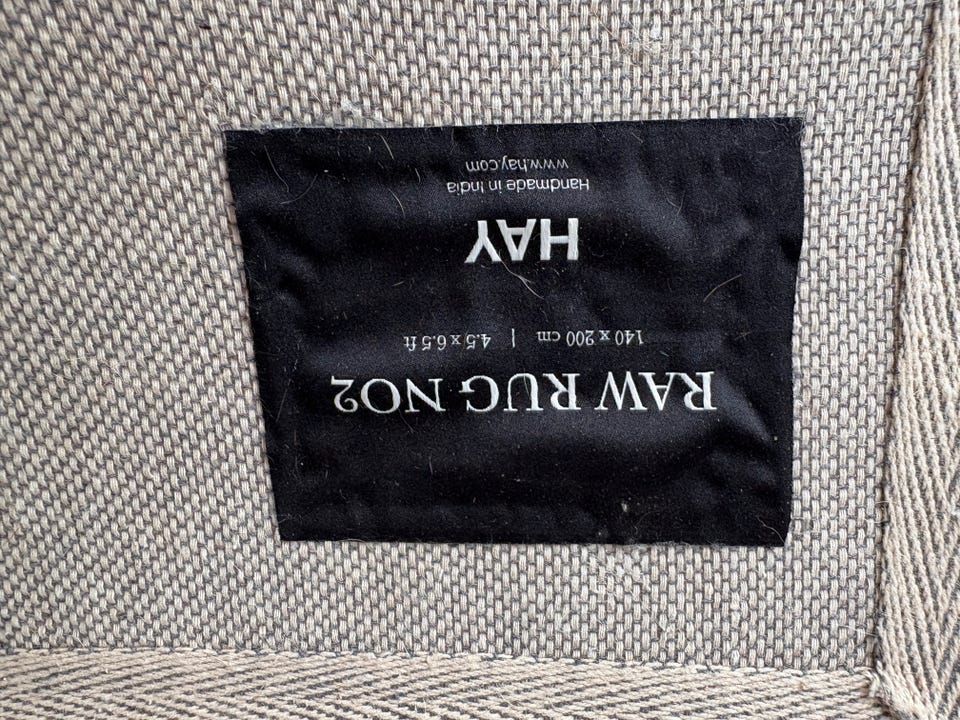 RAW RUG NO2
140 x 200 cm | 4.5 x 6.5 ft
HAY
Handmade in India
www.hay.com